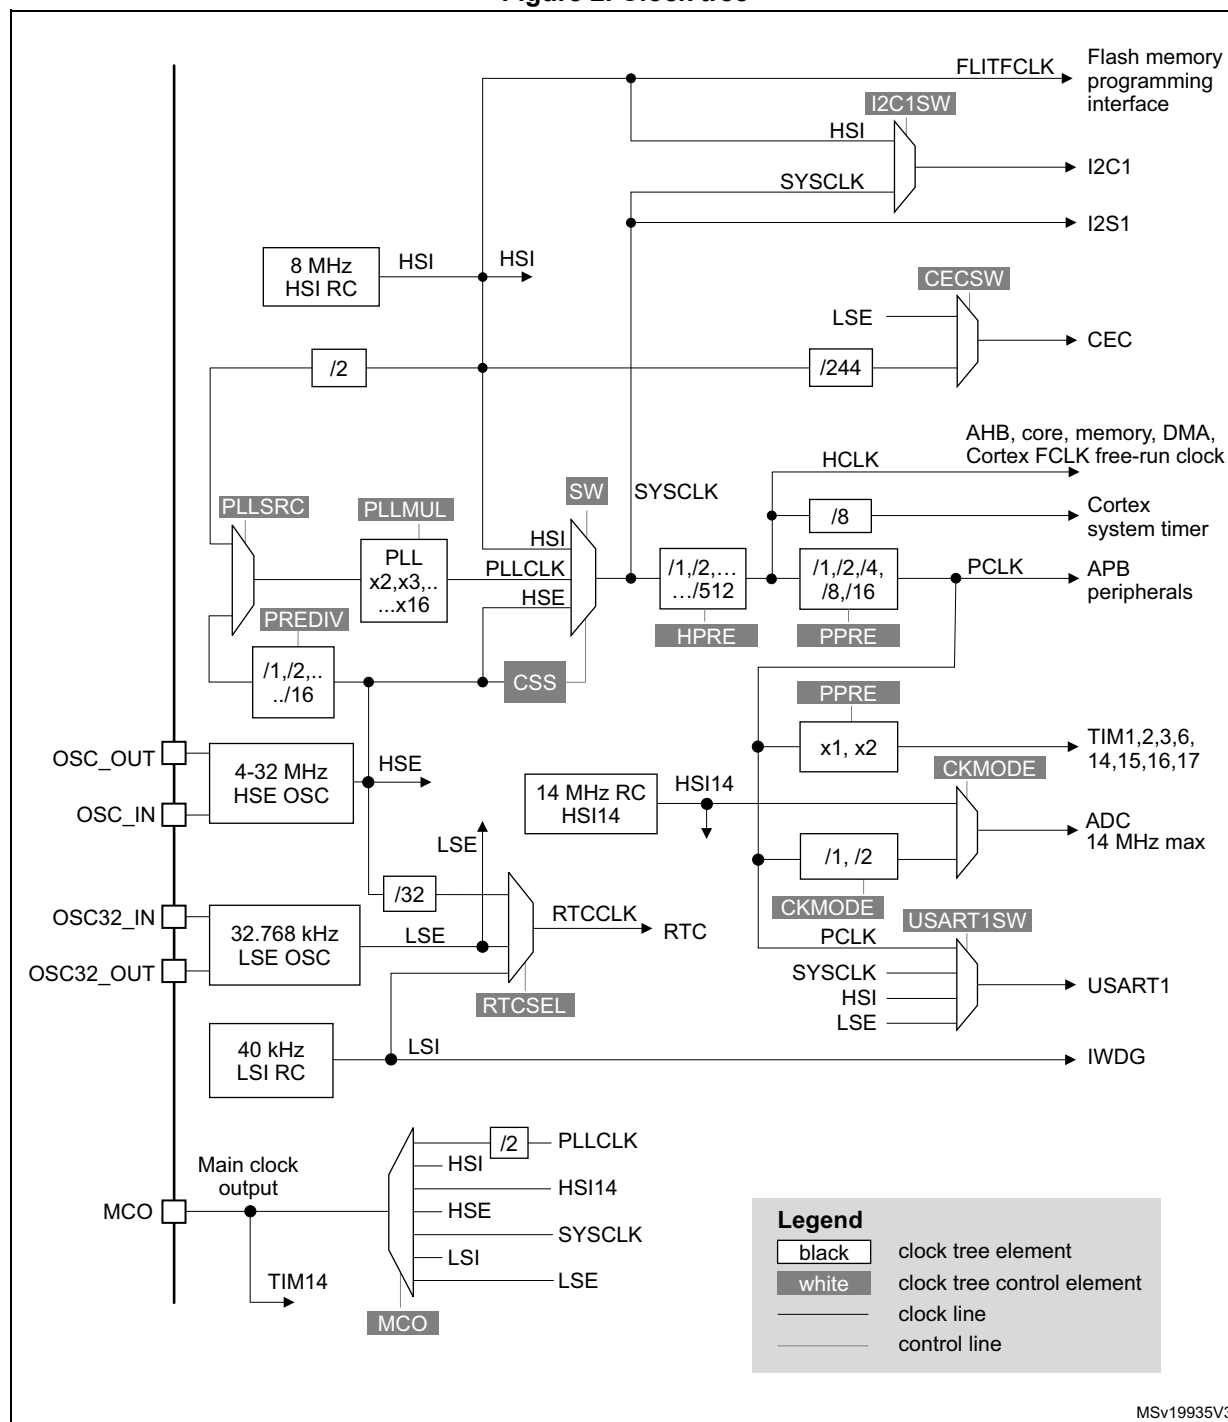 FLITFCLK
Flash memory
programming
interface
I2C1SW
HSI
SYSCLK
I2C1
I2S1
8 MHz
HSI RC
HSI
HSI
CECSW
LSE
CEC
/2
/244
AHB, core, memory, DMA,
Cortex FCLK free-run clock
HCLK
PLLSRC
PLLMUL
SW
SYSCLK
/8
Cortex
system timer
HSI
PLL
x2,x3,..
...x16
PLLCLK
HSE
/1,/2,...
.../512
/1,/2,/4,
/8,/16
PCLK
APB
peripherals
HPRE
PPRE
PREDIV
/1,/2,..
../16
CSS
PPRE
OSC_OUT
OSC_IN
4-32 MHz
HSE OSC
HSE
x1, x2
TIM1,2,3,6,
14,15,16,17
14 MHz RC
HSI14
HSI14
CKMODE
ADC
14 MHz max
LSE
/1, /2
CKMODE
/32
OSC32_IN
OSC32_OUT
32.768 kHz
LSE OSC
LSE
RTCCLK
RTC
RTCSEL
USART1SW
PCLK
SYSCLK
HSI
LSE
USART1
40 kHz
LSI RC
LSI
IWDG
/2
PLLCLK
HSI
HSI14
HSE
SYSCLK
LSI
LSE
Main clock
output
MCO
TIM14
MCO
Legend
black
clock tree element
white
clock tree control element
clock line
control line